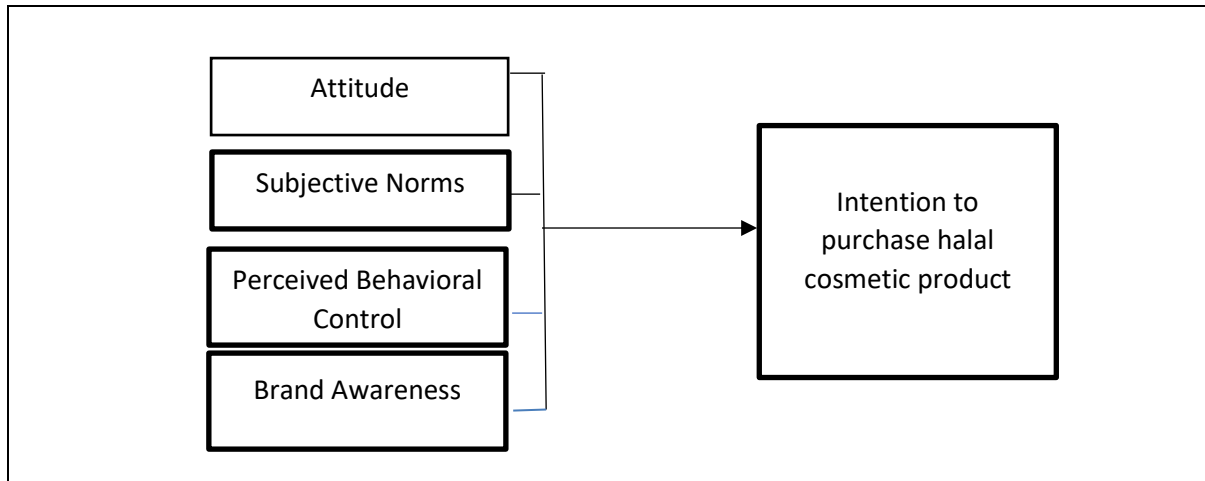 Attitude
Subjective Norms
Perceived Behavioral
Control
Brand Awareness
Intention to
purchase halal
cosmetic product